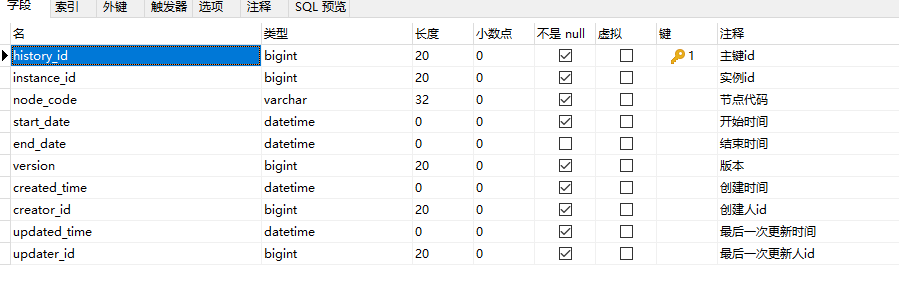 字段 索引 外键 触发器 选项 注释 SQL 预览
名 类型 长度 小数点 不是 null 虚拟 键 注释
history_id bigint 20 0 1 主键id
instance_id bigint 20 0 实例id
node_code varchar 32 0 节点代码
start_date datetime 0 0 开始时间
end_date datetime 0 0 结束时间
version bigint 20 0 版本
created_time datetime 0 0 创建时间
creator_id bigint 20 0 创建人id
updated_time datetime 0 0 最后一次更新时间
updater_id bigint 20 0 最后一次更新人id